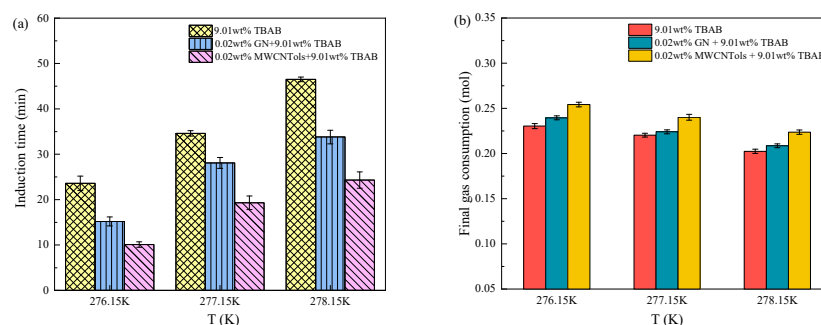 (a)
9.01wt% TBAB
0.02wt% GN+9.01wt% TBAB
0.02wt% MWCNTols+9.01wt% TBAB
Induction time (min)
60
50
40
30
20
10
0
276.15K
277.15K
278.15K
T (K)
(b)
9.01wt% TBAB
0.02wt% GN + 9.01wt% TBAB
0.02wt% MWCNTols + 9.01wt% TBAB
Final gas consumption (mol)
0.35
0.30
0.25
0.20
0.25
0.10
0.05
276.15K
277.15K
278.15K
T (K)